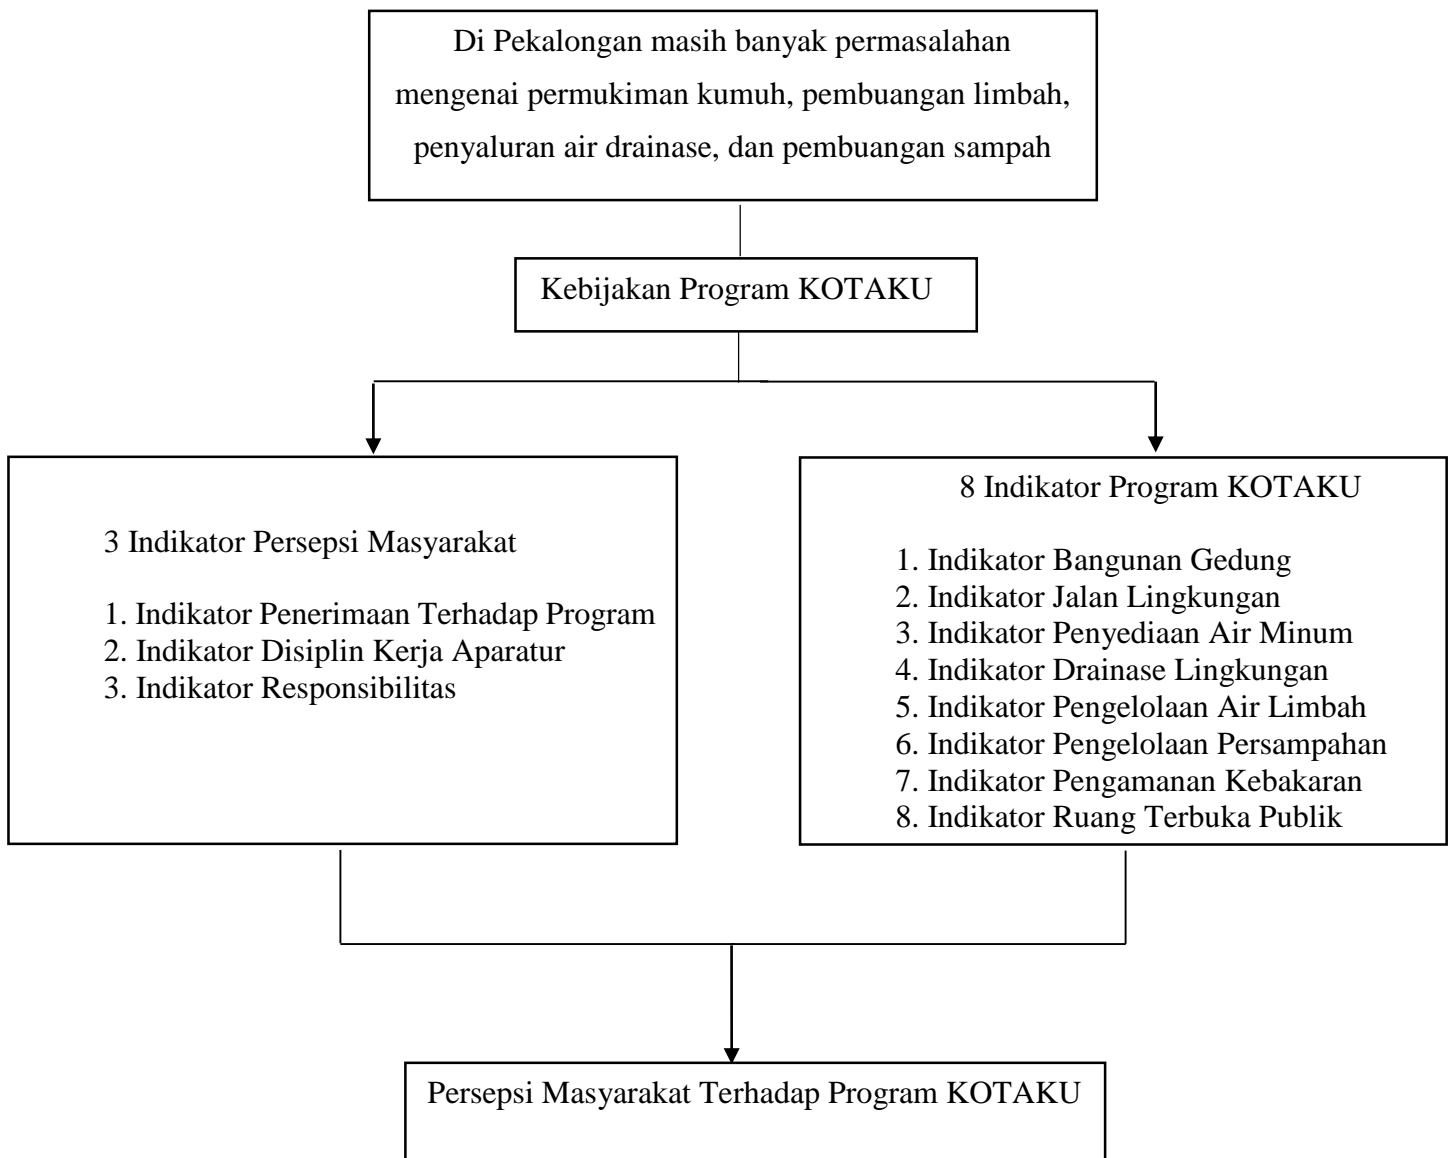 Di Pekalongan masih banyak permasalahan
mengenai permukiman kumuh, pembuangan limbah,
penyaluran air drainase, dan pembuangan sampah
Kebijakan Program KOTAKU
3 Indikator Persepsi Masyarakat
1. Indikator Penerimaan Terhadap Program
2. Indikator Disiplin Kerja Aparatur
3. Indikator Responsibilitas
8 Indikator Program KOTAKU
1. Indikator Bangunan Gedung
2. Indikator Jalan Lingkungan
3. Indikator Penyediaan Air Minum
4. Indikator Drainase Lingkungan
5. Indikator Pengelolaan Air Limbah
6. Indikator Pengelolaan Persampahan
7. Indikator Pengamanan Kebakaran
8. Indikator Ruang Terbuka Publik
Persepsi Masyarakat Terhadap Program KOTAKU